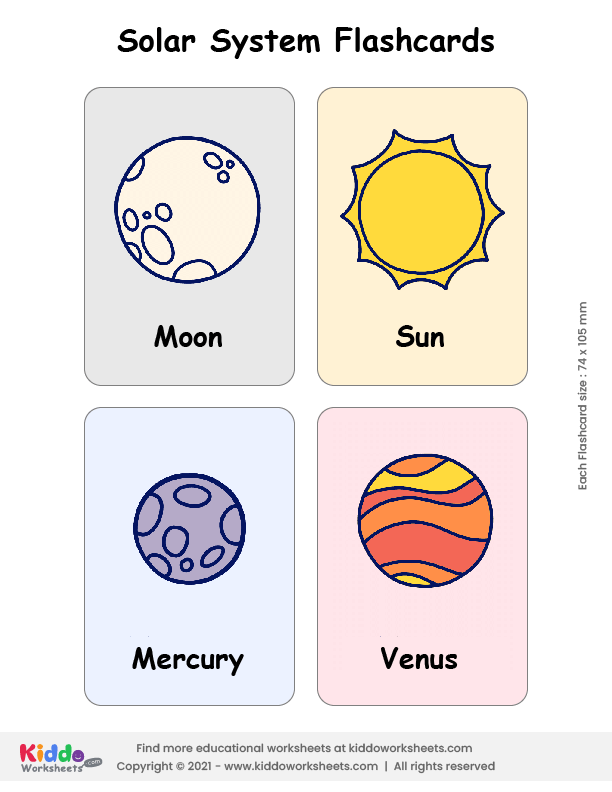 Solar System Flashcards
Moon
Sun
Each Flashcard size : 74 x 105 mm
Mercury
Venus
Kiddo
Worksheets
.com
Find more educational worksheets at kiddoworksheets.com
Copyright © 2021 - www.kiddoworksheets.com | All rights reserved